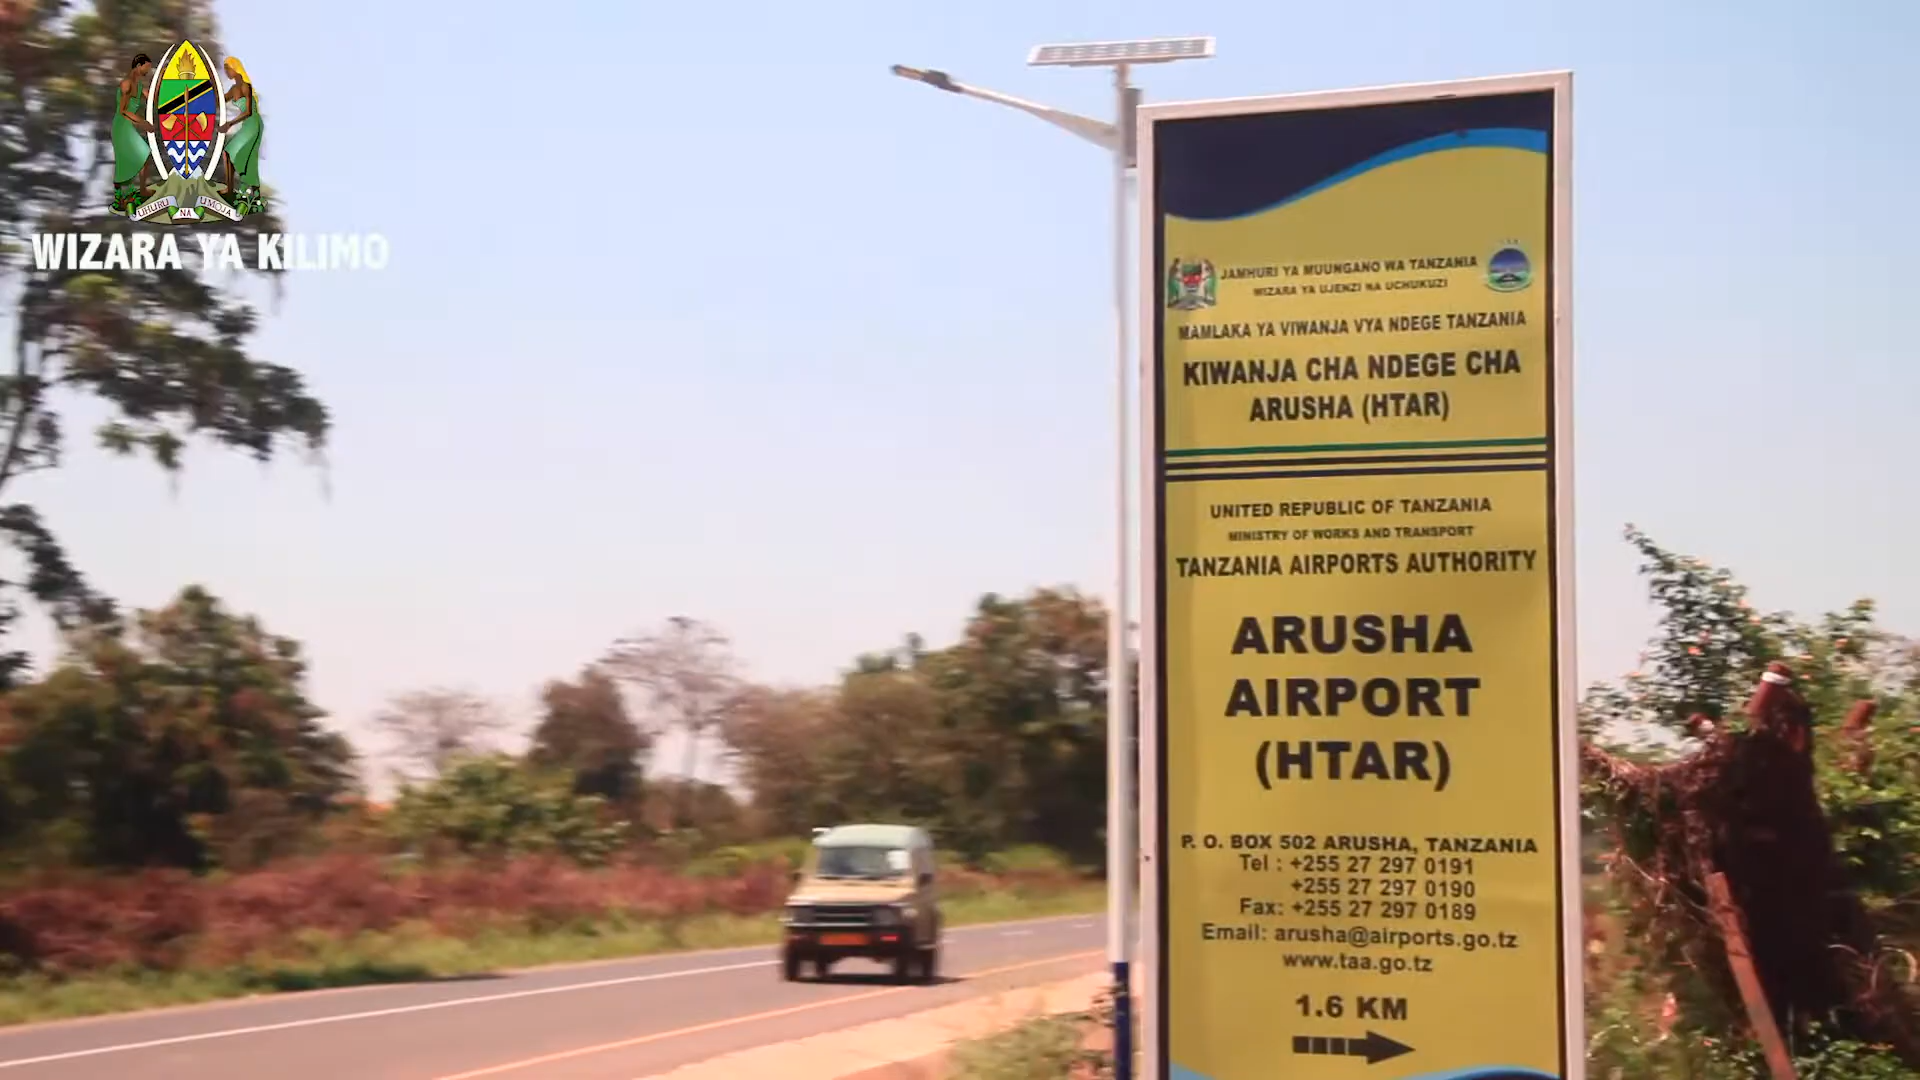 UHURU NA UMOJA
WIZARA YA KILIMO
JAMHURI YA MUUNGANO WA TANZANIA
WIZARA YA UJENZI NA UCHUKUZI
MAMLAKA YA VIWANJA VYA NDEGE TANZANIA
KIWANJA CHA NDEGE CHA
ARUSHA (HTAR)
UNITED REPUBLIC OF TANZANIA
MINISTRY OF WORKS AND TRANSPORT
TANZANIA AIRPORTS AUTHORITY
ARUSHA
AIRPORT
(HTAR)
P. O. BOX 502 ARUSHA, TANZANIA
Tel : +255 27 297 0191
+255 27 297 0190
Fax: +255 27 297 0189
Email: arusha@airports.go.tz
www.taa.go.tz
1.6 KM